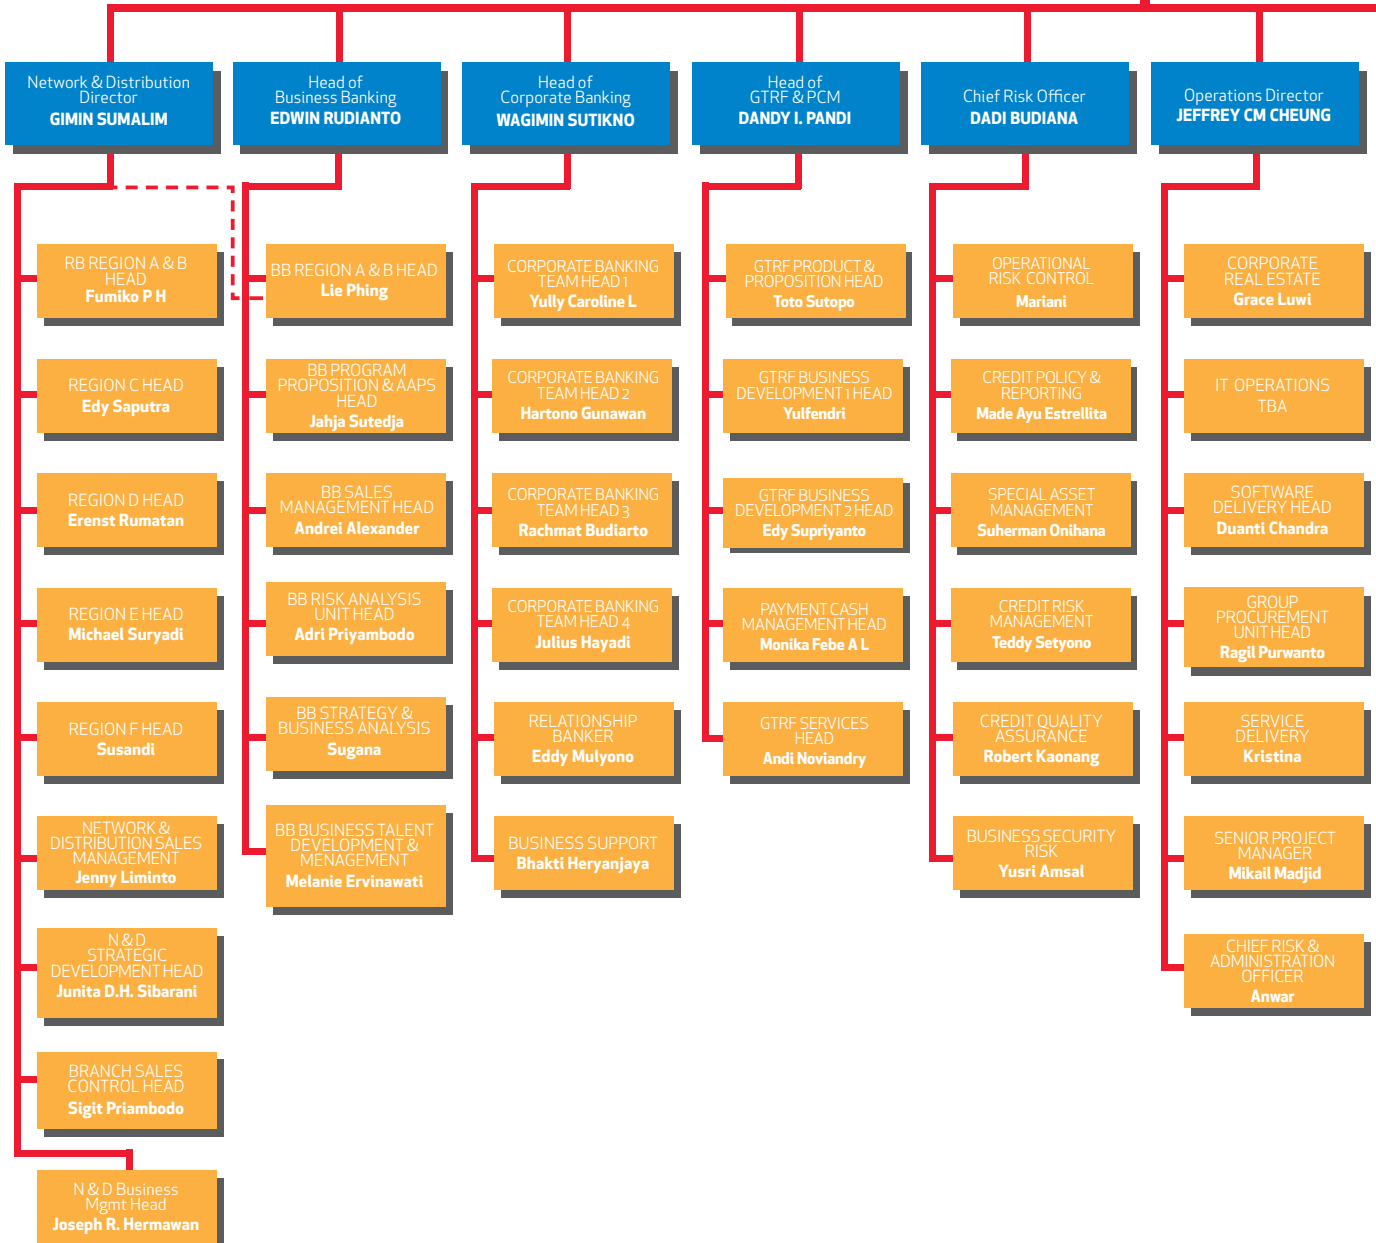 Network & Distribution
Director
GIMIN SUMALIM
Head of
Business Banking
EDWIN RUDIANTO
Head of
Corporate Banking
WAGIMIN SUTIKNO
Head of
GTRF & PCM
DANDY I. PANDI
Chief Risk Officer
DADI BUDIANA
Operations Director
JEFFREY CM CHEUNG
RB REGION A & B
HEAD
Fumiko P H
REGION C HEAD
Edy Saputra
REGION D HEAD
Erenst Rumatan
REGION E HEAD
Michael Suryadi
REGION F HEAD
Susandi
NETWORK &
DISTRIBUTION SALES
MANAGEMENT
Jenny Liminto
N & D
STRATEGIC
DEVELOPMENT HEAD
Junita D.H. Sibarani
BRANCH SALES
CONTROL HEAD
Sigit Priambodo
N & D Business
Mgmt Head
Joseph R. Hermawan
BB REGION A & B HEAD
Lie Phing
BB PROGRAM
PROPOSITION & AAPS
HEAD
Jahja Sutedja
BB SALES
MANAGEMENT HEAD
Andrei Alexander
BB RISK ANALYSIS
UNIT HEAD
Adri Priyambodo
BB STRATEGY &
BUSINESS ANALYSIS
Sugana
BB BUSINESS TALENT
DEVELOPMENT &
MENAGEMENT
Melanie Ervinawati
CORPORATE BANKING
TEAM HEAD 1
Yully Caroline L
CORPORATE BANKING
TEAM HEAD 2
Hartono Gunawan
CORPORATE BANKING
TEAM HEAD 3
Rachmat Budiarto
CORPORATE BANKING
TEAM HEAD 4
Julius Hayadi
RELATIONSHIP
BANKER
Eddy Mulyono
BUSINESS SUPPORT
Bhakti Heryanjaya
GTRF PRODUCT &
PROPOSITION HEAD
Toto Sutopo
GTRF BUSINESS
DEVELOPMENT 1 HEAD
Yulfendri
GTRF BUSINESS
DEVELOPMENT 2 HEAD
Edy Supriyanto
PAYMENT CASH
MANAGEMENT HEAD
Monika Febe A L
GTRF SERVICES
HEAD
Andi Noviandry
OPERATIONAL
RISK CONTROL
Mariani
CREDIT POLICY &
REPORTING
Made Ayu Estrellita
SPECIAL ASSET
MANAGEMENT
Suherman Onihana
CREDIT RISK
MANAGEMENT
Teddy Setyono
CREDIT QUALITY
ASSURANCE
Robert Kaonang
BUSINESS SECURITY
RISK
Yusri Amsal
CORPORATE
REAL ESTATE
Grace Luwi
IT OPERATIONS
TBA
SOFTWARE
DELIVERY HEAD
Duanti Chandra
GROUP
PROCUREMENT
UNIT HEAD
Ragil Purwanto
SERVICE
DELIVERY
Kristina
SENIOR PROJECT
MANAGER
Mikail Madjid
CHIEF RISK &
ADMINISTRATION
OFFICER
Anwar